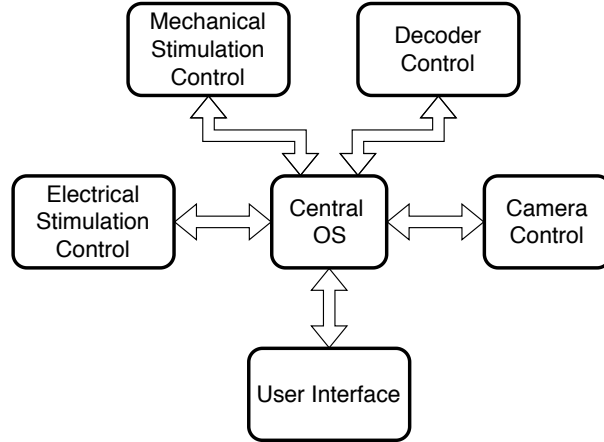 Mechanical
Stimulation
Control
Decoder
Control
Electrical
Stimulation
Control
Central
OS
Camera
Control
User Interface